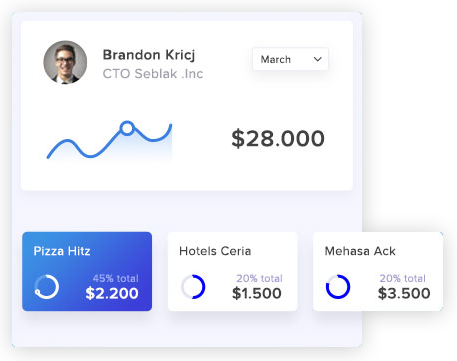 Brandon Kricj
CTO Seblak .Inc
March
$28.000
Pizza Hitz
45% total
$2.200
Hotels Ceria
20% total
$1.500
Mehasa Ack
20% total
$3.500